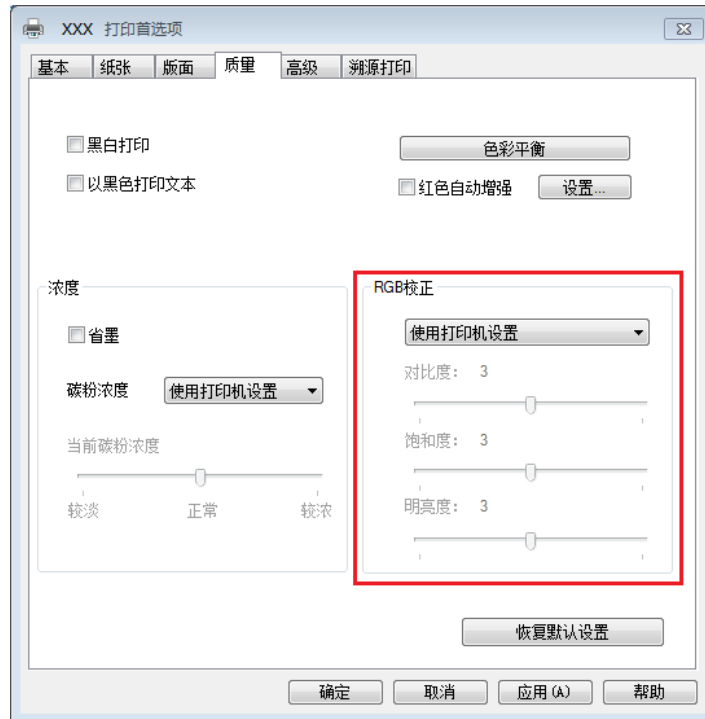 XXX 打印首选项
基本 纸张 版面 质量 高级 溯源打印
黑白打印
色彩平衡
以黑色打印文本
红色自动增强 设置...
浓度
省墨
碳粉浓度 使用打印机设置
当前碳粉浓度
较淡 正常 较浓
RGB校正
使用打印机设置
对比度： 3
饱和度： 3
明亮度： 3
恢复默认设置
确定 取消 应用(A) 帮助